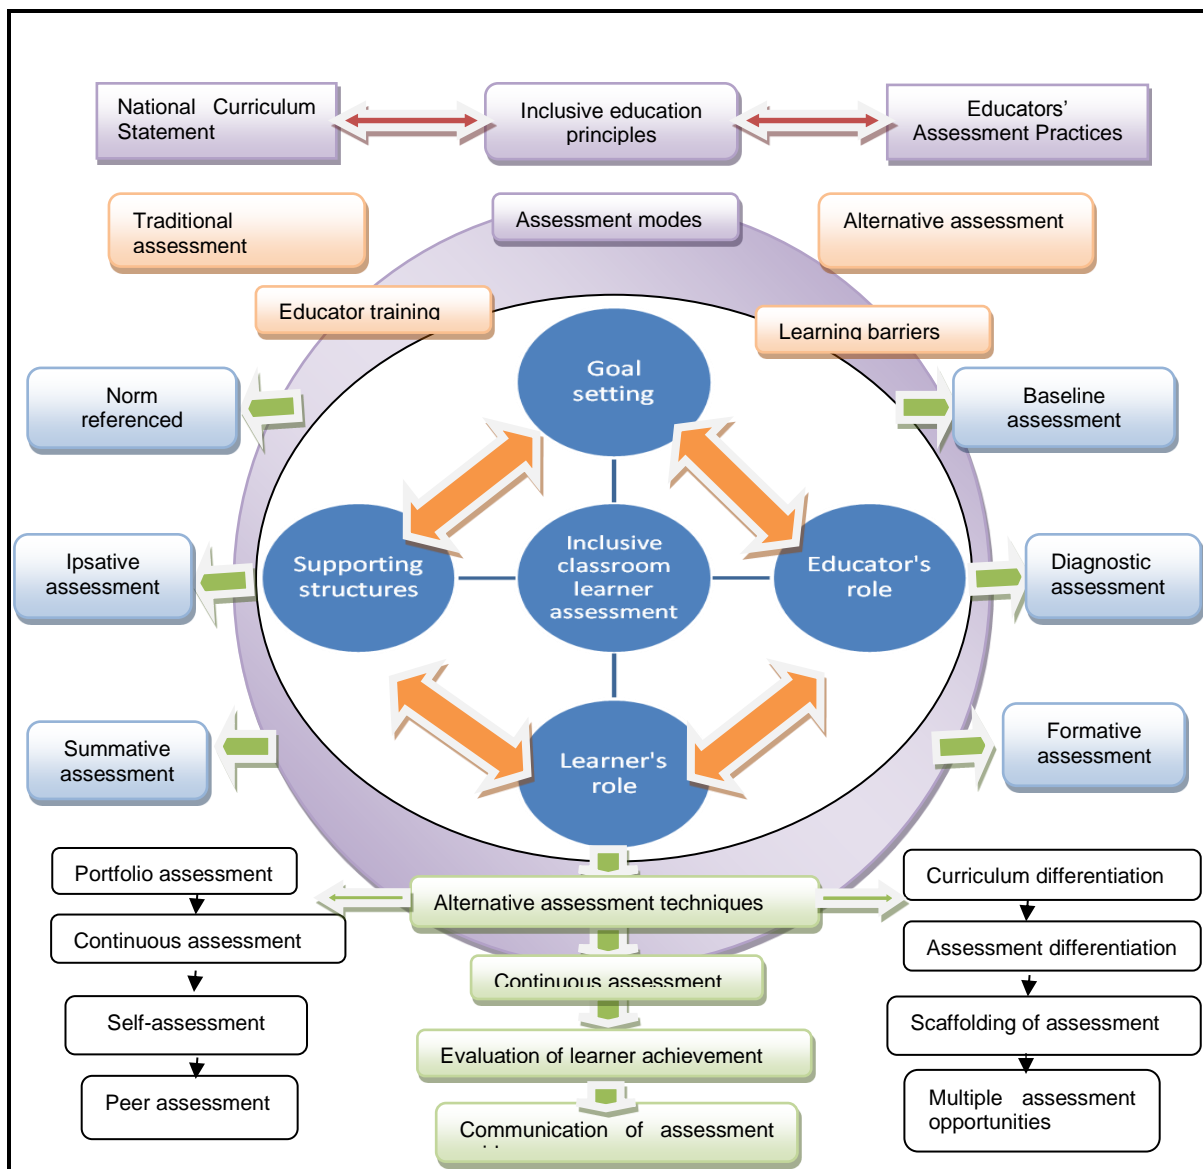 National Curriculum
Statement
Inclusive education
principles
Educators’
Assessment Practices
Traditional
assessment
Assessment modes
Alternative assessment
Educator training
Learning barriers
Goal
setting
Norm
referenced
Baseline
assessment
Supporting
structures
Inclusive
classroom
learner
assessment
Educator's
role
Ipsative
assessment
Diagnostic
assessment
Summative
assessment
Learner's
role
Formative
assessment
Portfolio assessment
Continuous assessment
Self-assessment
Peer assessment
Alternative assessment techniques
Continuous assessment
Evaluation of learner achievement
Communication of assessment
Curriculum differentiation
Assessment differentiation
Scaffolding of assessment
Multiple assessment
opportunities